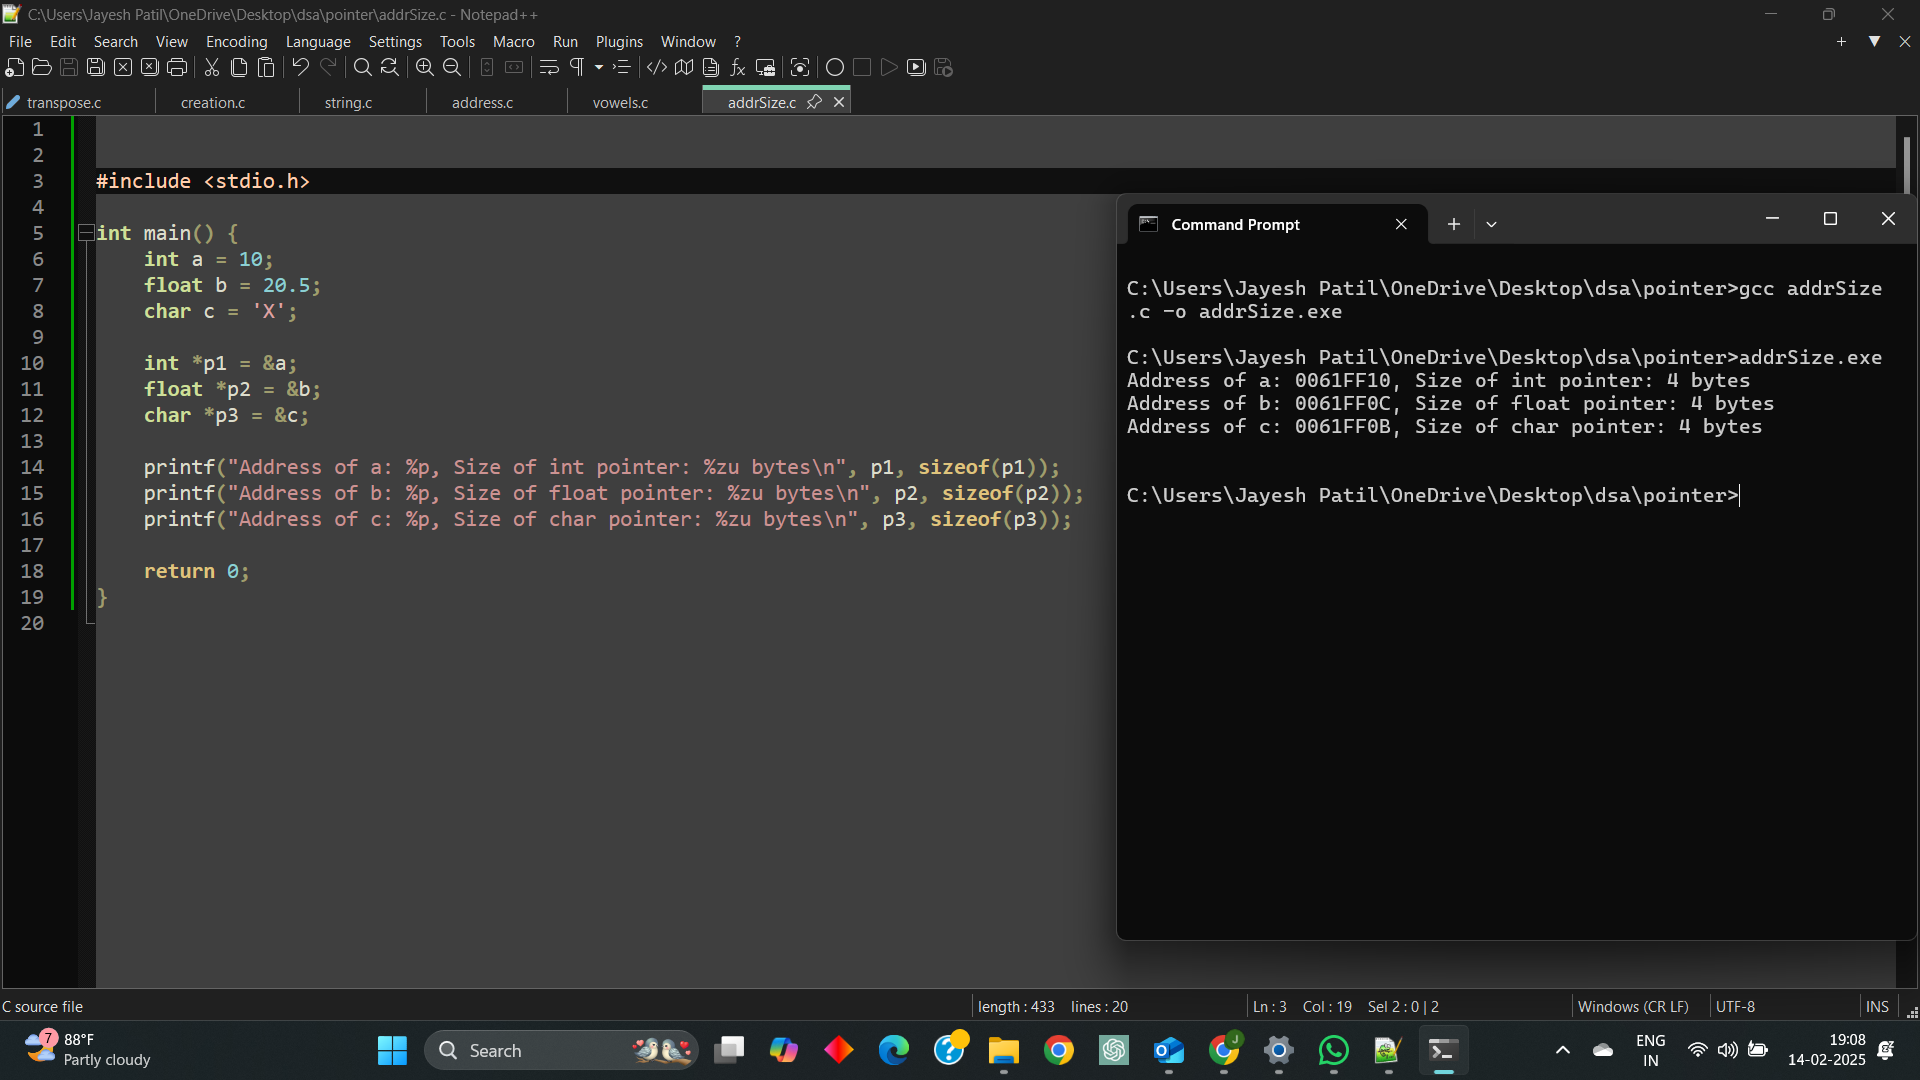 C:\Users\Jayesh Patil\OneDrive\Desktop\dsa\pointer\addrSize.c - Notepad++
File Edit Search View Encoding Language Settings Tools Macro Run Plugins Window ?
transpose.c creation.c string.c address.c vowels.c addrSize.c
1
2
3 #include <stdio.h>
4
5 int main() {
6 int a = 10;
7 float b = 20.5;
8 char c = 'X';
9
10 int *p1 = &a;
11 float *p2 = &b;
12 char *p3 = &c;
13
14 printf("Address of a: %p, Size of int pointer: %zu bytes\n", p1, sizeof(p1));
15 printf("Address of b: %p, Size of float pointer: %zu bytes\n", p2, sizeof(p2));
16 printf("Address of c: %p, Size of char pointer: %zu bytes\n", p3, sizeof(p3));
17
18 return 0;
19 }
20
Command Prompt
C:\Users\Jayesh Patil\OneDrive\Desktop\dsa\pointer>gcc addrSize
.c -o addrSize.exe
C:\Users\Jayesh Patil\OneDrive\Desktop\dsa\pointer>addrSize.exe
Address of a: 0061FF10, Size of int pointer: 4 bytes
Address of b: 0061FF0C, Size of float pointer: 4 bytes
Address of c: 0061FF0B, Size of char pointer: 4 bytes
C:\Users\Jayesh Patil\OneDrive\Desktop\dsa\pointer>
C source file length : 433 lines : 20 Ln : 3 Col : 19 Sel 2 : 0 | 2 Windows (CR LF) UTF-8 INS
7
88°F
Partly cloudy
Search
J
ENG
IN
19:08
14-02-2025